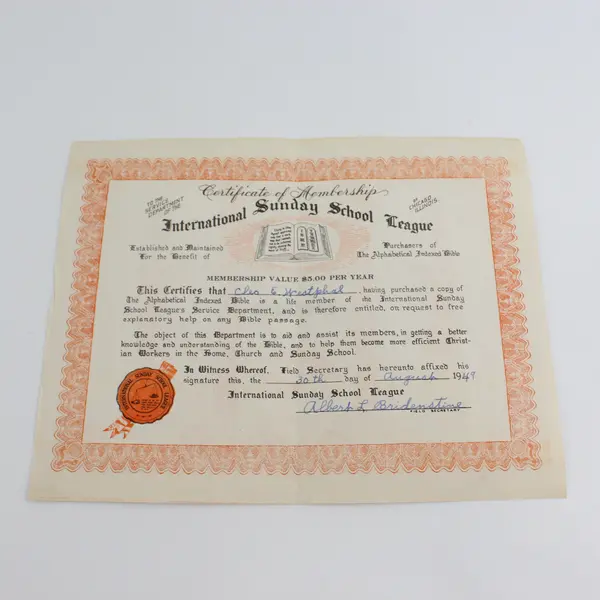 Certificate of Membership
TO THE
SERVICE
DEPARTMENT
OF THE
OF
CHICAGO
ILLINOIS.
International Sunday School League
Established and Maintained
For the Benefit of
Purchasers of
The Alphabetical Indexed Bible
MEMBERSHIP VALUE $5.00 PER YEAR
This Certifies that Cleo E. Westphal, having purchased a copy of
The Alphabetical Indexed Bible is a life member of the International Sunday
School League's Service Department, and is therefore entitled, on request to free
explanatory help on any Bible passage.
The object of this Department is to aid and assist its members, in getting a better
knowledge and understanding of the Bible, and to help them become more efficient Christ-
ian Workers in the Home, Church and Sunday School.
In Witness Whereof, Field Secretary has hereunto affixed his
signature this, the 30th day of August 1949
International Sunday School League
Albert L Bridenstine
FIELD SECRETARY
INTERNATIONAL SUNDAY SCHOOL LEAGUE